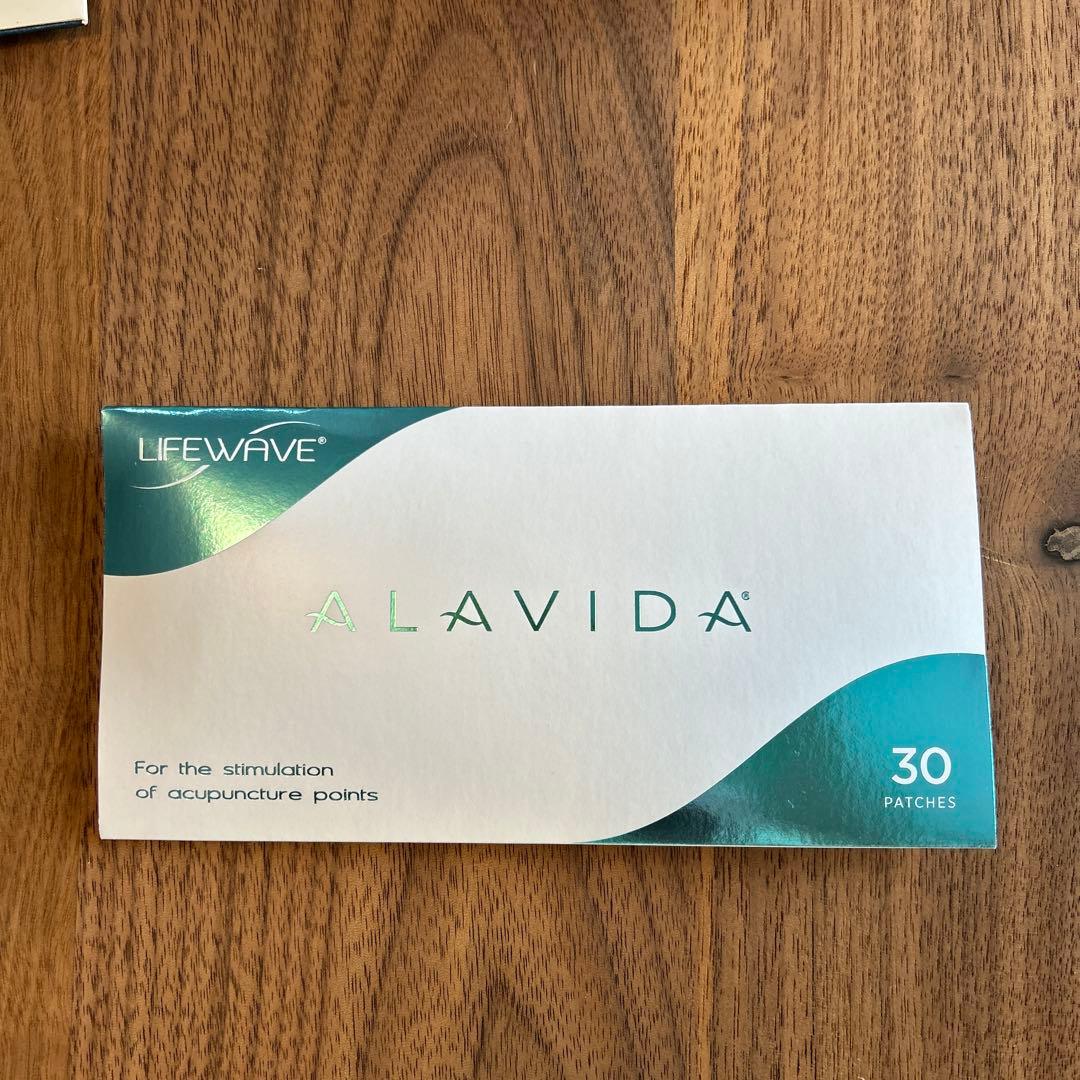 LIFEWAVE®
ALAVIDA®
For the stimulation
of acupuncture points
30
PATCHES